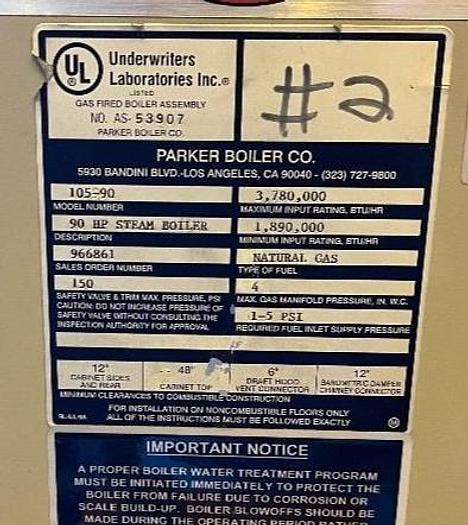 UL
Underwriters
Laboratories Inc.®
LISTED
GAS FIRED BOILER ASSEMBLY
NO. AS- 53907
PARKER BOILER CO.
#2
PARKER BOILER CO.
5930 BANDINI BLVD.-LOS ANGELES, CA 90040 - (323) 727-9800
105-90
MODEL NUMBER
3,780,000
MAXIMUM INPUT RATING, BTU/HR
90 HP STEAM BOILER
DESCRIPTION
1,890,000
MINIMUM INPUT RATING, BTU/HR
966861
SALES ORDER NUMBER
NATURAL GAS
TYPE OF FUEL
150
SAFETY VALVE & TRIM MAX. PRESSURE, PSI
CAUTION: DO NOT INCREASE PRESSURE OF
SAFETY VALVE WITHOUT CONSULTING THE
INSPECTION AUTHORITY FOR APPROVAL
4
MAX. GAS MANIFOLD PRESSURE, IN. W.C.
1-5 PSI
REQUIRED FUEL INLET SUPPLY PRESSURE
12"
CABINET SIDES
AND REAR
48"
CABINET TOP
6"
DRAFT HOOD
VENT CONNECTOR
12"
BAROMETRIC DAMPER
CHIMNEY CONNECTOR
MINIMUM CLEARANCES TO COMBUSTIBLE CONSTRUCTION
FOR INSTALLATION ON NONCOMBUSTIBLE FLOORS ONLY
ALL OF THE INSTRUCTIONS MUST BE FOLLOWED EXACTLY
IMPORTANT NOTICE
A PROPER BOILER WATER TREATMENT PROGRAM
MUST BE INITIATED IMMEDIATELY TO PROTECT THE
BOILER FROM FAILURE DUE TO CORROSION OR
SCALE BUILD-UP. BOILER BLOWOFFS SHOULD BE
MADE DURING THE OPERATING PERIOD RATHER